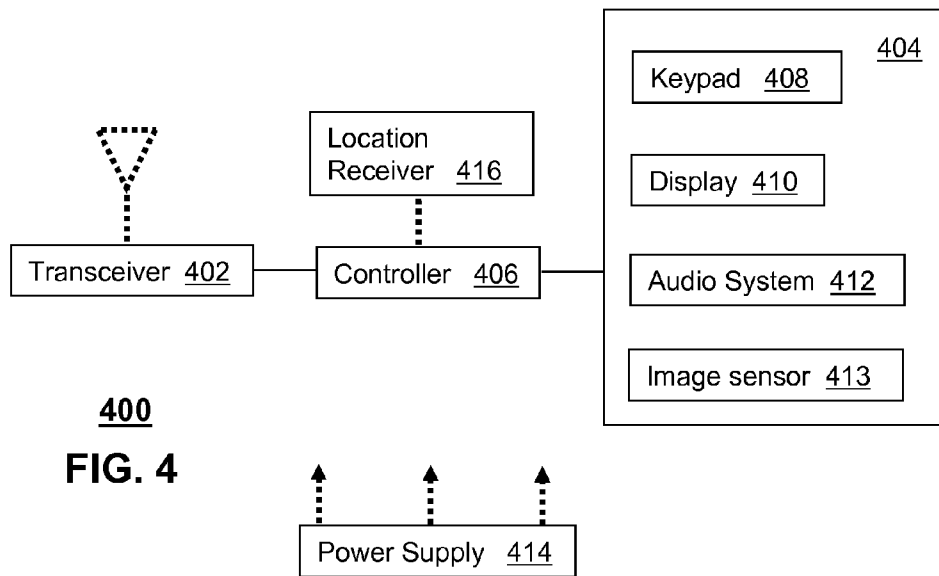 404
Keypad 408
Location
Receiver 416
Display 410
Transceiver 402
Controller 406
Audio System 412
Image sensor 413
400
FIG. 4
Power Supply 414